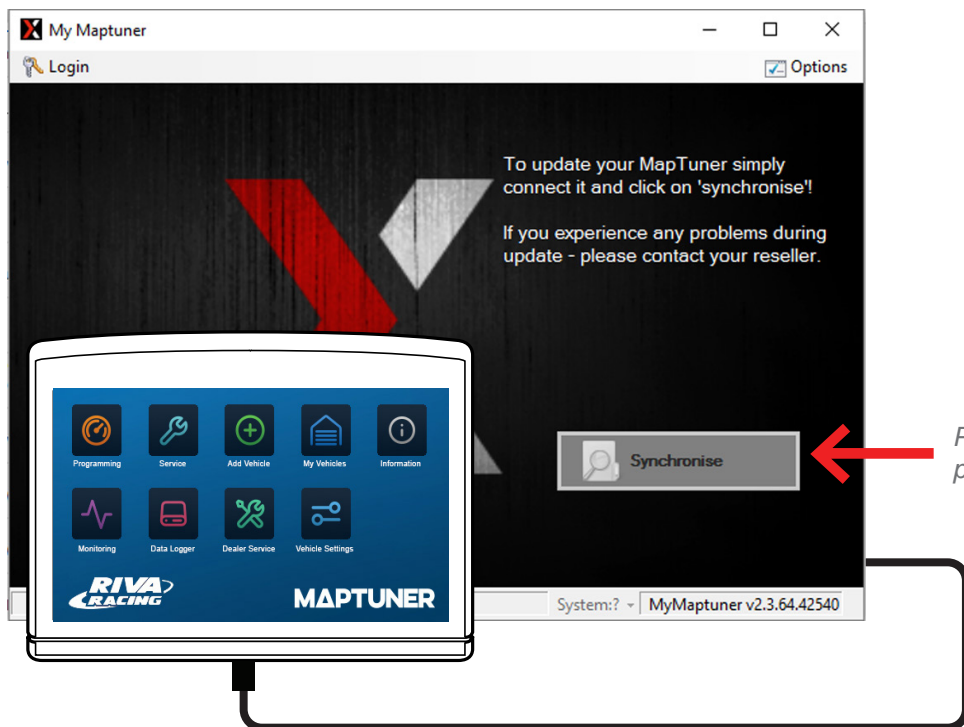 My Maptuner
Login
Options
To update your MapTuner simply
connect it and click on 'synchronise'!
If you experience any problems during
update - please contact your reseller.
Synchronise
Programming
Service
Add Vehicle
My Vehicles
Information
Monitoring
Data Logger
Dealer Service
Vehicle Settings
RIVA
RACING
MAPTUNER
System:?
MyMaptuner v2.3.64.42540